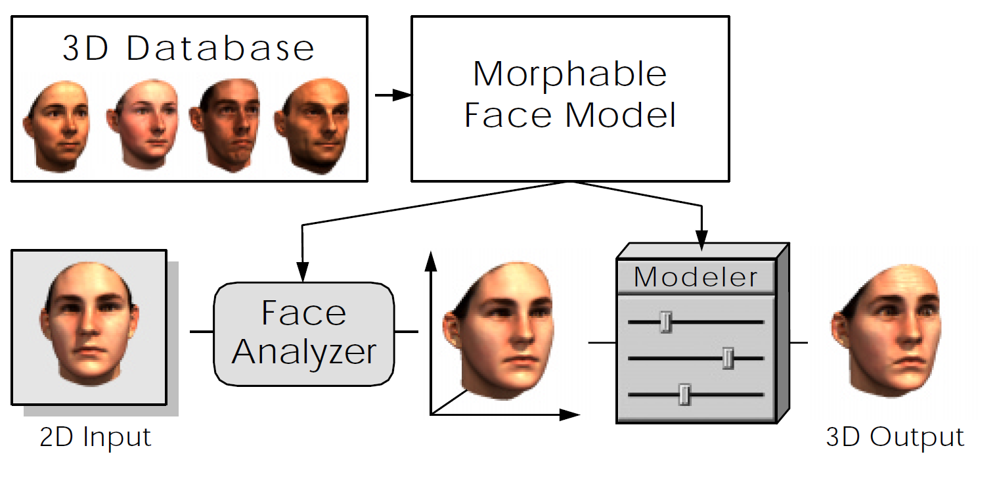 3D Database
Morphable
Face Model
Face
Analyzer
Modeler
2D Input
3D Output